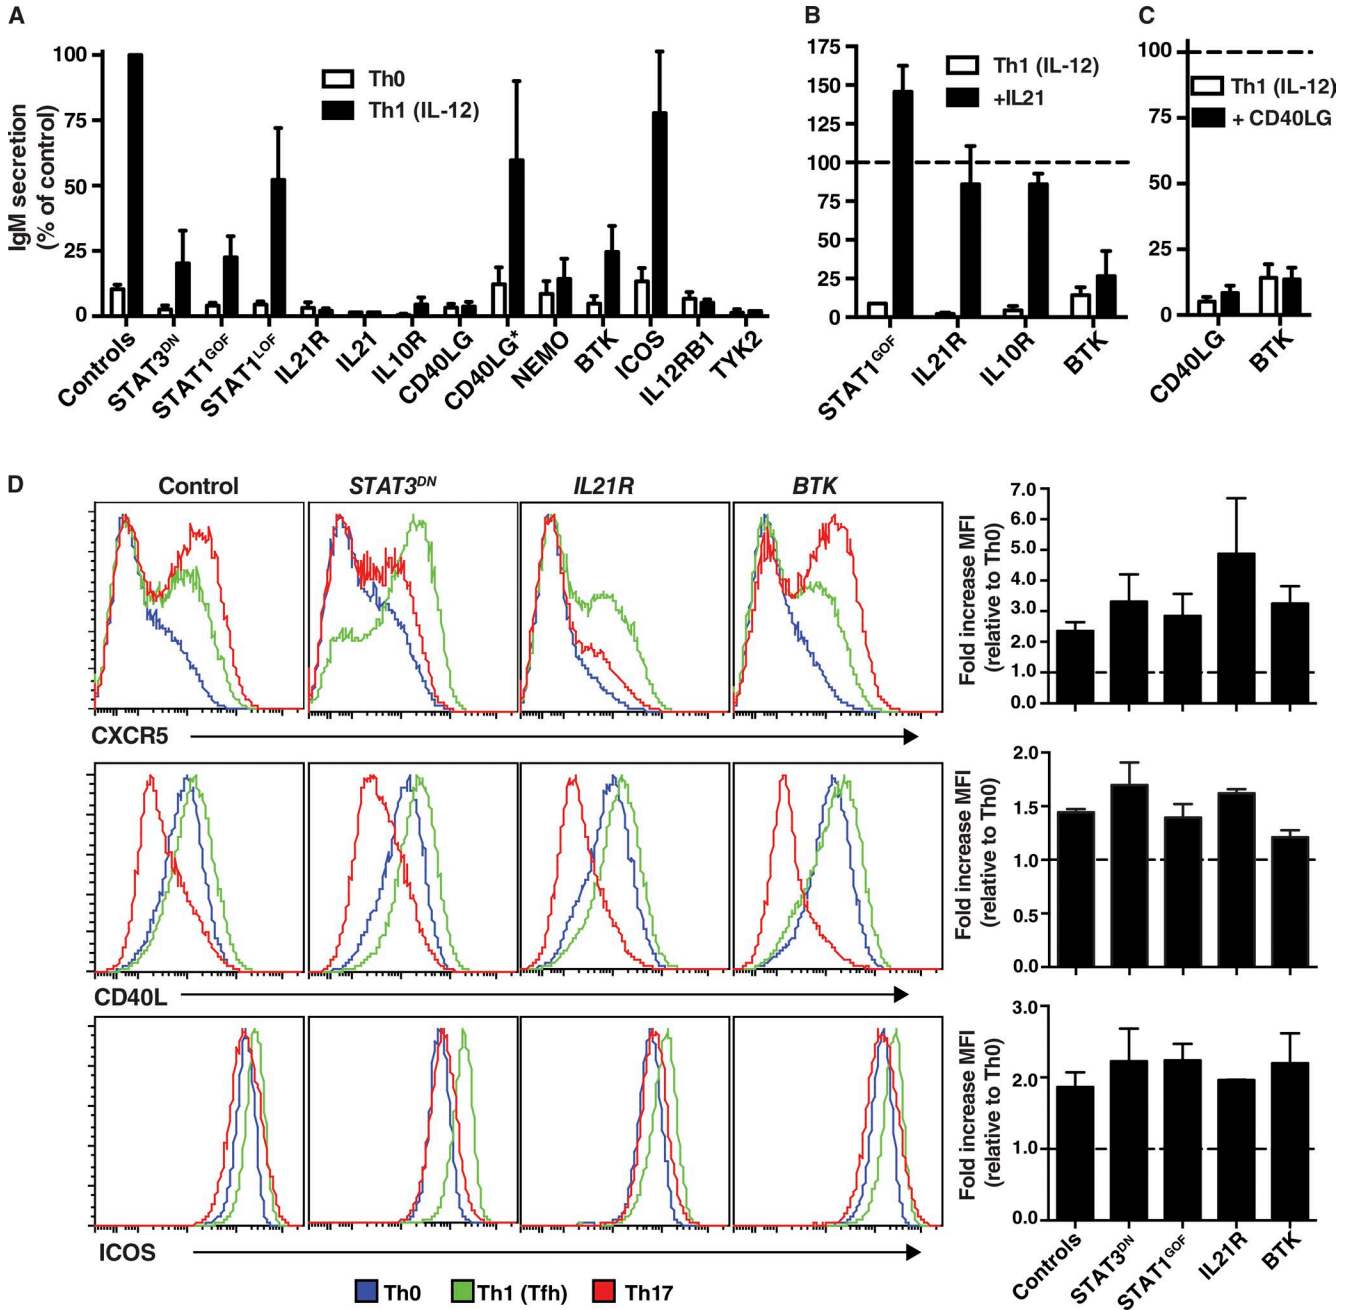 A
IgM secretion
(% of control)
100
75
50
25
0
Th0
Th1 (IL-12)
Controls
STAT3DN
STAT1GOF
STAT1LOF
IL21R
IL21
IL10R
CD40LG
CD40LG*
NEMO
BTK
ICOS
IL12RB1
TYK2
B
175
150
125
100
75
50
25
0
Th1 (IL-12)
+IL21
STAT1GOF
IL21R
IL10R
BTK
C
100
75
50
25
0
Th1 (IL-12)
+ CD40LG
CD40LG
BTK
D
Control
STAT3DN
IL21R
BTK
CXCR5
Fold increase MFI
(relative to Th0)
7.0
6.0
5.0
4.0
3.0
2.0
1.0
0.0
CD40L
Fold increase MFI
(relative to Th0)
2.0
1.5
1.0
0.5
0.0
ICOS
Fold increase MFI
(relative to Th0)
3.0
2.0
1.0
0.0
Controls
STAT3DN
STAT1GOF
IL21R
BTK
Th0
Th1 (Tfh)
Th17